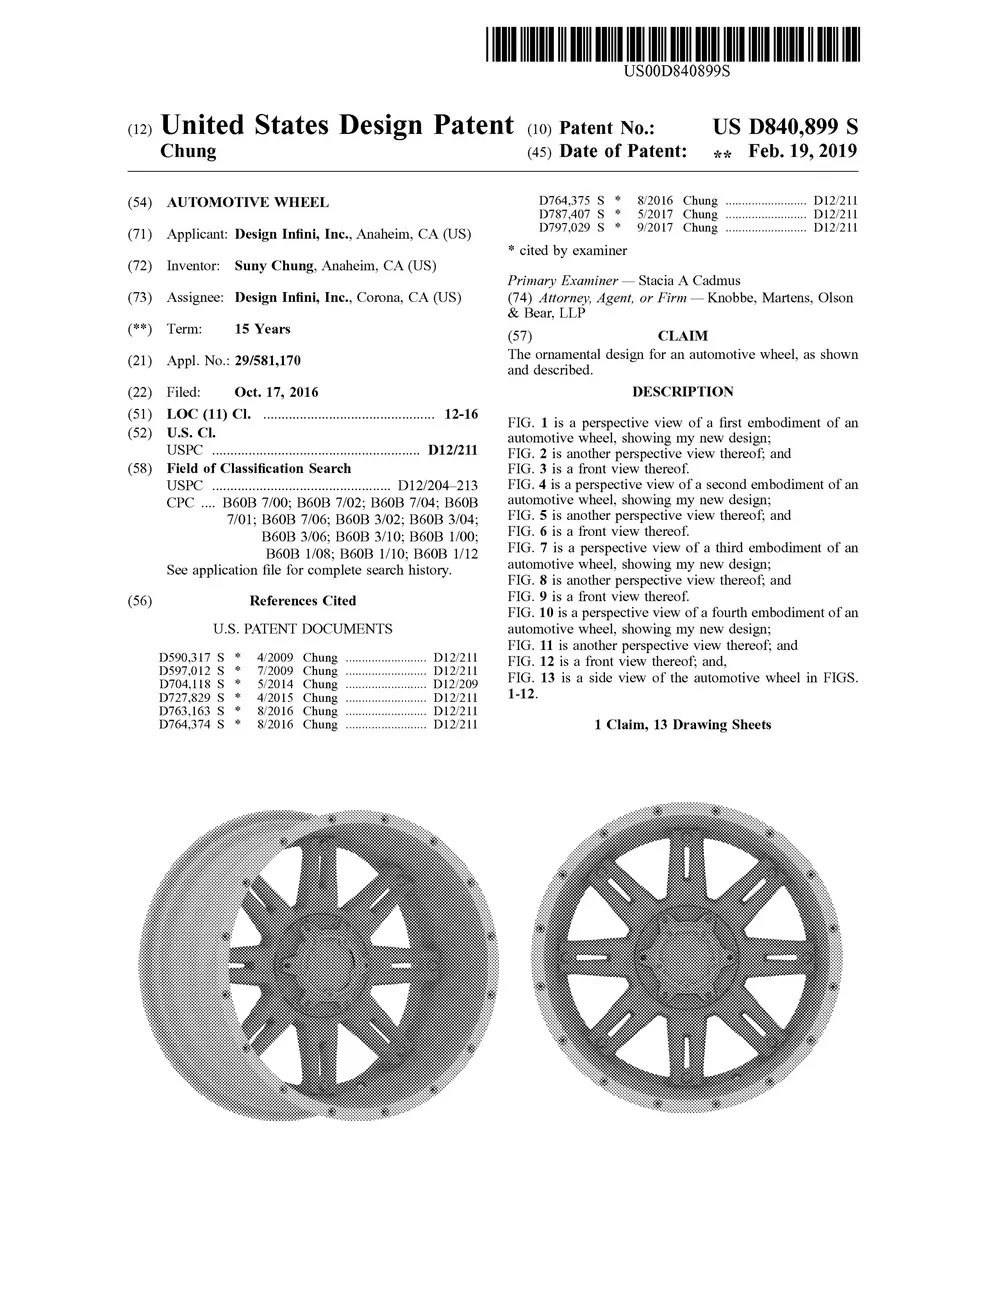 US00D840899S
(12) United States Design Patent
Chung
(10) Patent No.: US D840,899 S
(45) Date of Patent: ** Feb. 19, 2019
(54) AUTOMOTIVE WHEEL
(71) Applicant: Design Infini, Inc., Anaheim, CA (US)
(72) Inventor: Suny Chung, Anaheim, CA (US)
(73) Assignee: Design Infini, Inc., Corona, CA (US)
(**) Term: 15 Years
(21) Appl. No.: 29/581,170
(22) Filed: Oct. 17, 2016
(51) LOC (11) Cl. .............................................. 12-16
(52) U.S. Cl.
USPC ........................................................ D12/211
(58) Field of Classification Search
USPC ................................................ D12/204–213
CPC .... B60B 7/00; B60B 7/02; B60B 7/04; B60B
7/01; B60B 7/06; B60B 3/02; B60B 3/04;
B60B 3/06; B60B 3/10; B60B 1/00;
B60B 1/08; B60B 1/10; B60B 1/12
See application file for complete search history.
(56) References Cited
U.S. PATENT DOCUMENTS
D590,317 S * 4/2009 Chung ......................... D12/211
D597,012 S * 7/2009 Chung ......................... D12/211
D704,118 S * 5/2014 Chung ......................... D12/209
D727,829 S * 4/2015 Chung ......................... D12/211
D763,163 S * 8/2016 Chung ......................... D12/211
D764,374 S * 8/2016 Chung ......................... D12/211
D764,375 S * 8/2016 Chung ......................... D12/211
D787,407 S * 5/2017 Chung ......................... D12/211
D797,029 S * 9/2017 Chung ......................... D12/211
* cited by examiner
Primary Examiner — Stacia A Cadmus
(74) Attorney, Agent, or Firm — Knobbe, Martens, Olson
& Bear, LLP
(57) CLAIM
The ornamental design for an automotive wheel, as shown
and described.
DESCRIPTION
FIG. 1 is a perspective view of a first embodiment of an
automotive wheel, showing my new design;
FIG. 2 is another perspective view thereof; and
FIG. 3 is a front view thereof.
FIG. 4 is a perspective view of a second embodiment of an
automotive wheel, showing my new design;
FIG. 5 is another perspective view thereof; and
FIG. 6 is a front view thereof.
FIG. 7 is a perspective view of a third embodiment of an
automotive wheel, showing my new design;
FIG. 8 is another perspective view thereof; and
FIG. 9 is a front view thereof.
FIG. 10 is a perspective view of a fourth embodiment of an
automotive wheel, showing my new design;
FIG. 11 is another perspective view thereof; and
FIG. 12 is a front view thereof; and,
FIG. 13 is a side view of the automotive wheel in FIGS.
1-12.
1 Claim, 13 Drawing Sheets